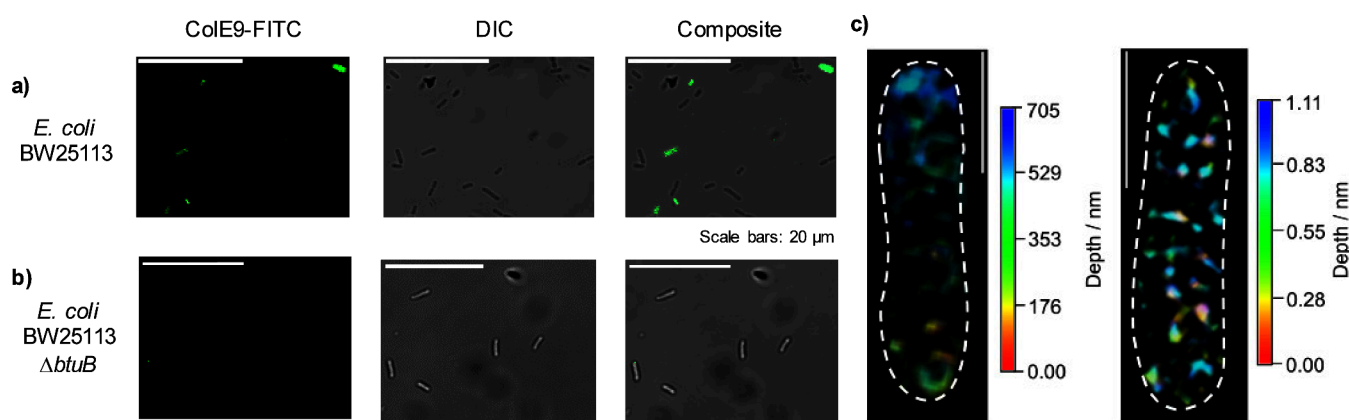 ColE9-FITC DIC Composite c)
a)
E. coli
BW25113
Scale bars: 20 μm
b)
E. coli
BW25113
ΔbtuB
705
529
353
176
0.00
Depth / nm
1.11
0.83
0.55
0.28
0.00
Depth / nm